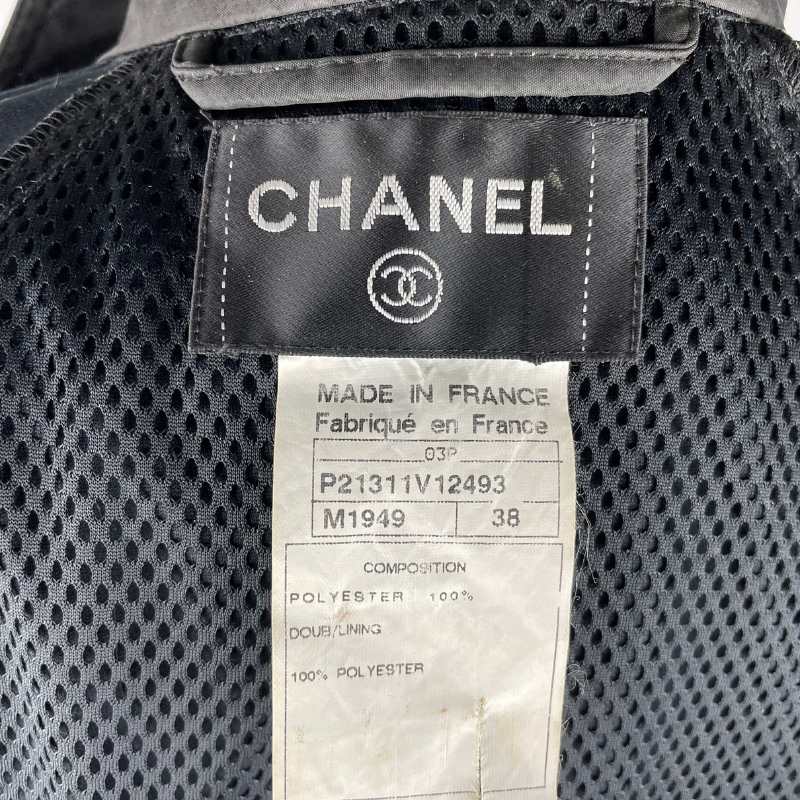 CHANEL
MADE IN FRANCE
Fabriqué en France
03P
P21311V12493
M1949 38
COMPOSITION
POLYESTER 100%
DOUB/LINING
100% POLYESTER